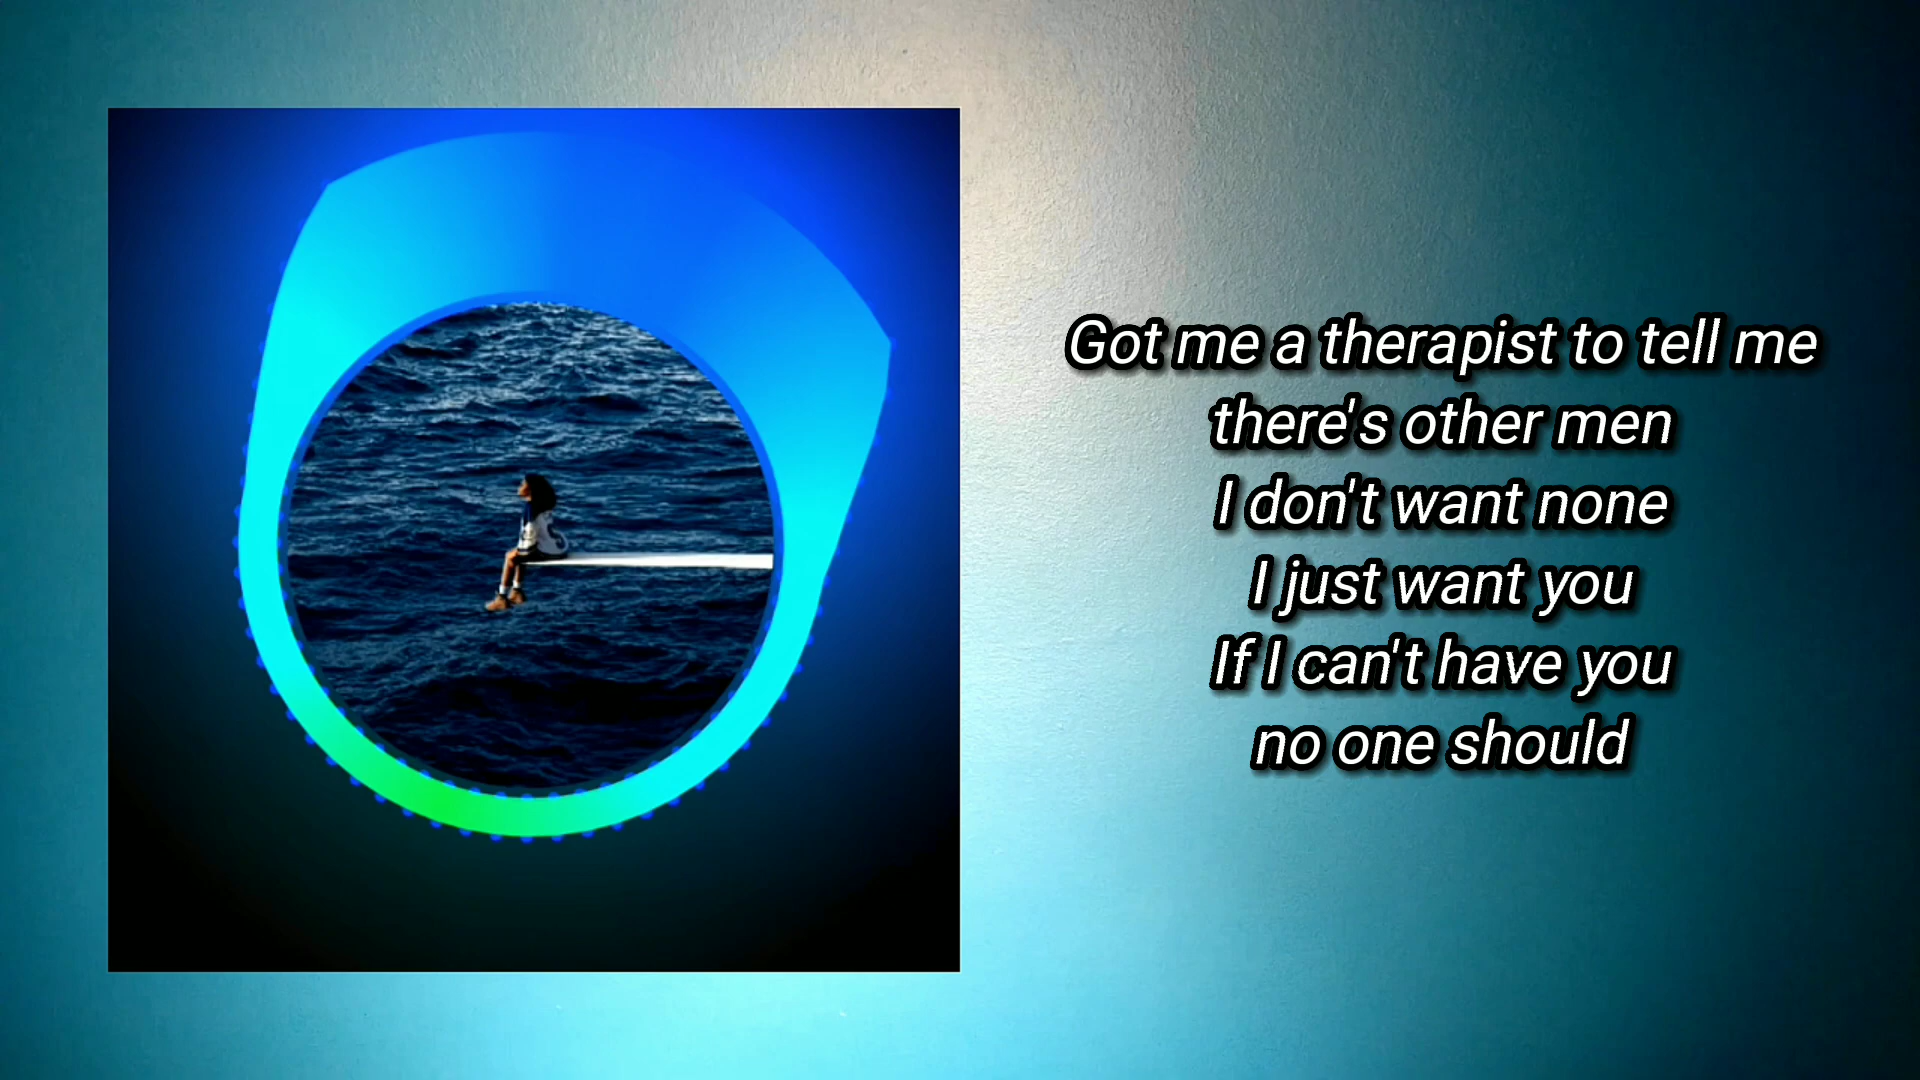 Got me a therapist to tell me
there's other men
I don't want none
I just want you
If I can't have you
no one should